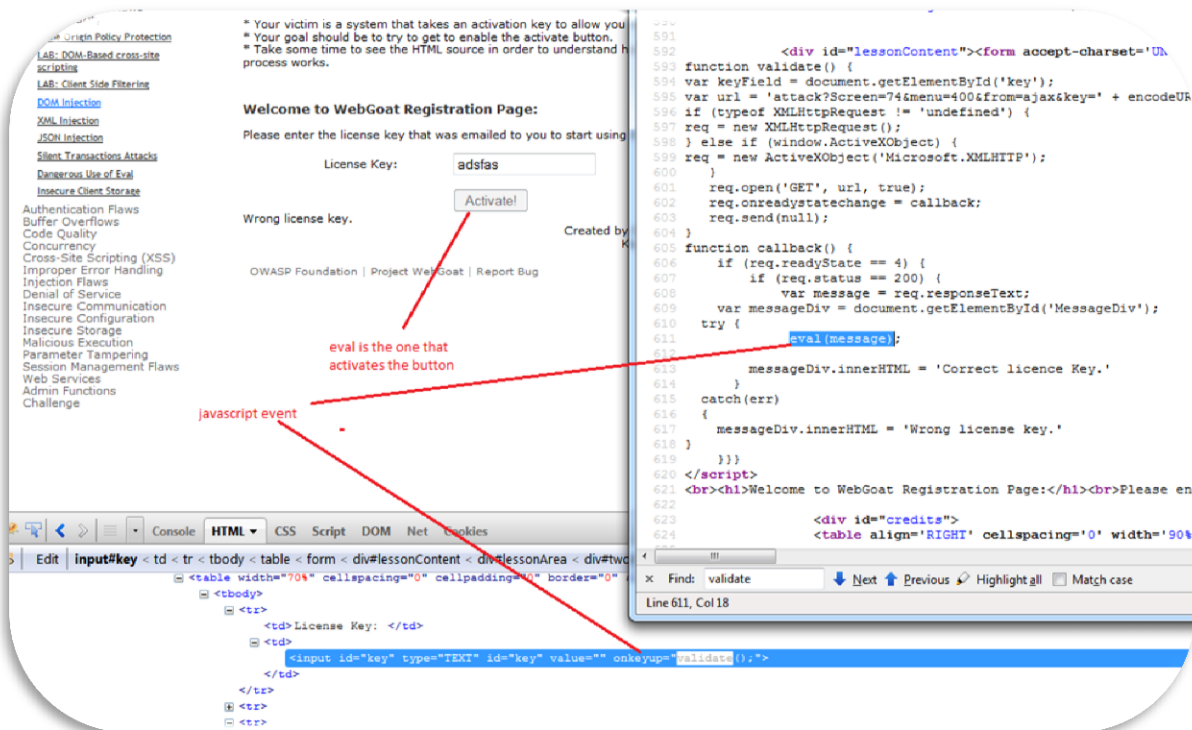 Origin Policy Protection
LAB: DOM-Based cross-site
scripting
LAB: Client Side Filtering
DOM Injection
XML Injection
JSON Injection
Silent Transactions Attacks
Dangerous Use of Eval
Insecure Client Storage
Authentication Flaws
Buffer Overflows
Code Quality
Concurrency
Cross-Site Scripting (XSS)
Improper Error Handling
Injection Flaws
Denial of Service
Insecure Communication
Insecure Configuration
Insecure Storage
Malicious Execution
Parameter Tampering
Session Management Flaws
Web Services
Admin Functions
Challenge
* Your victim is a system that takes an activation key to allow you
* Your goal should be to try to get to enable the activate button.
* Take some time to see the HTML source in order to understand h
process works.
Welcome to WebGoat Registration Page:
Please enter the license key that was emailed to you to start using
License Key: adsfas
Activate!
Wrong license key.
Created by
K
OWASP Foundation | Project WebGoat | Report Bug
eval is the one that
activates the button
javascript event
590
591
592 <div id="lessonContent"><form accept-charset='UN
593 function validate() {
594 var keyField = document.getElementById('key');
595 var url = 'attack?Screen=74&menu=400&from=ajax&key=' + encodeUR
596 if (typeof XMLHttpRequest != 'undefined') {
597 req = new XMLHttpRequest();
598 } else if (window.ActiveXObject) {
599 req = new ActiveXObject('Microsoft.XMLHTTP');
600 }
601 req.open('GET', url, true);
602 req.onreadystatechange = callback;
603 req.send(null);
604 }
605 function callback() {
606 if (req.readyState == 4) {
607 if (req.status == 200) {
608 var message = req.responseText;
609 var messageDiv = document.getElementById('MessageDiv');
610 try {
611 eval(message);
612
613 messageDiv.innerHTML = 'Correct licence Key.'
614 }
615 catch(err)
616 {
617 messageDiv.innerHTML = 'Wrong license key.'
618 }
619 }}}
620 </script>
621 <br><h1>Welcome to WebGoat Registration Page:</h1><br>Please en
622
623 <div id="credits">
624 <table align='RIGHT' cellspacing='0' width='90%
× Find: validate Next Previous Highlight all Match case
Line 611, Col 18
Console HTML CSS Script DOM Net Cookies
Edit input#key < td < tr < tbody < table < form < div#lessonContent < div#lessonArea < div#two
<table width="70%" cellspacing="0" cellpadding="0" border="0"
<tbody>
<tr>
<td>License Key: </td>
<td>
<input id="key" type="TEXT" id="key" value="" onkeyup="validate();">
</td>
</tr>
<tr>
<tr>